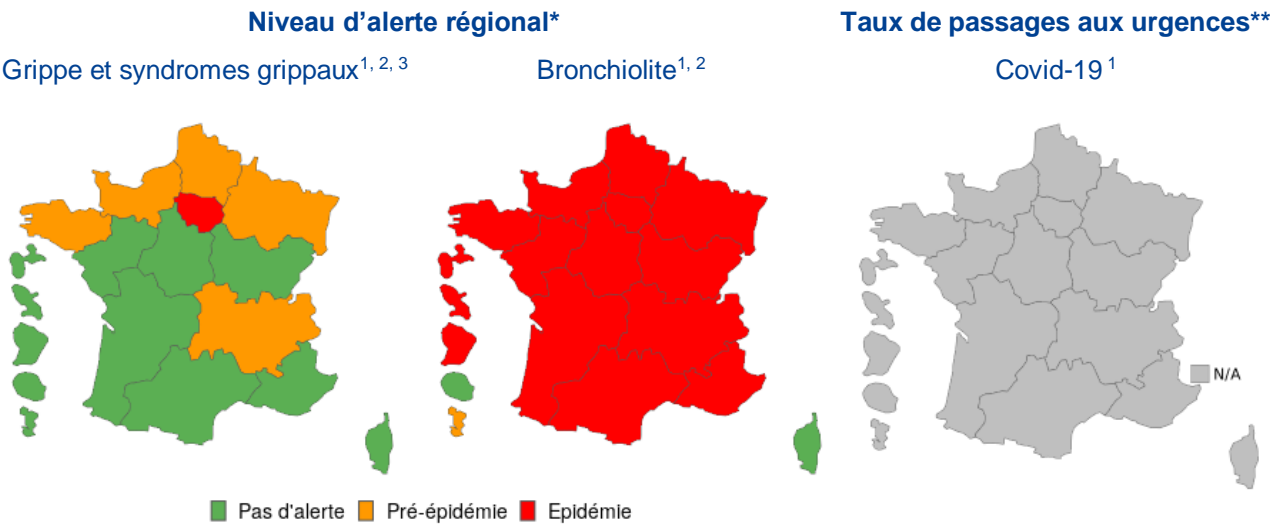 Niveau d’alerte régional*
Taux de passages aux urgences**
Grippe et syndromes grippaux1, 2, 3
Bronchiolite1, 2
Covid-19 1
N/A
Pas d'alerte Pré-épidémie Epidémie